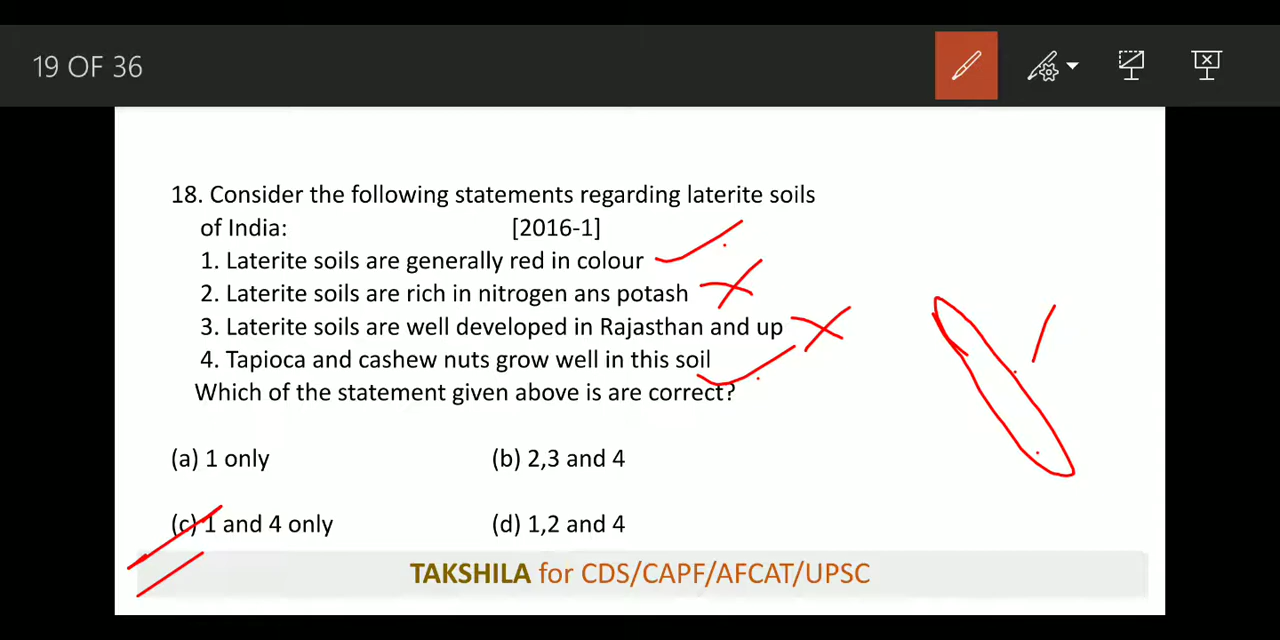 19 OF 36
18. Consider the following statements regarding laterite soils
of India: [2016-1]
1. Laterite soils are generally red in colour
2. Laterite soils are rich in nitrogen ans potash
3. Laterite soils are well developed in Rajasthan and up
4. Tapioca and cashew nuts grow well in this soil
Which of the statement given above is are correct?
(a) 1 only (b) 2,3 and 4
(c) 1 and 4 only (d) 1,2 and 4
TAKSHILA for CDS/CAPF/AFCAT/UPSC